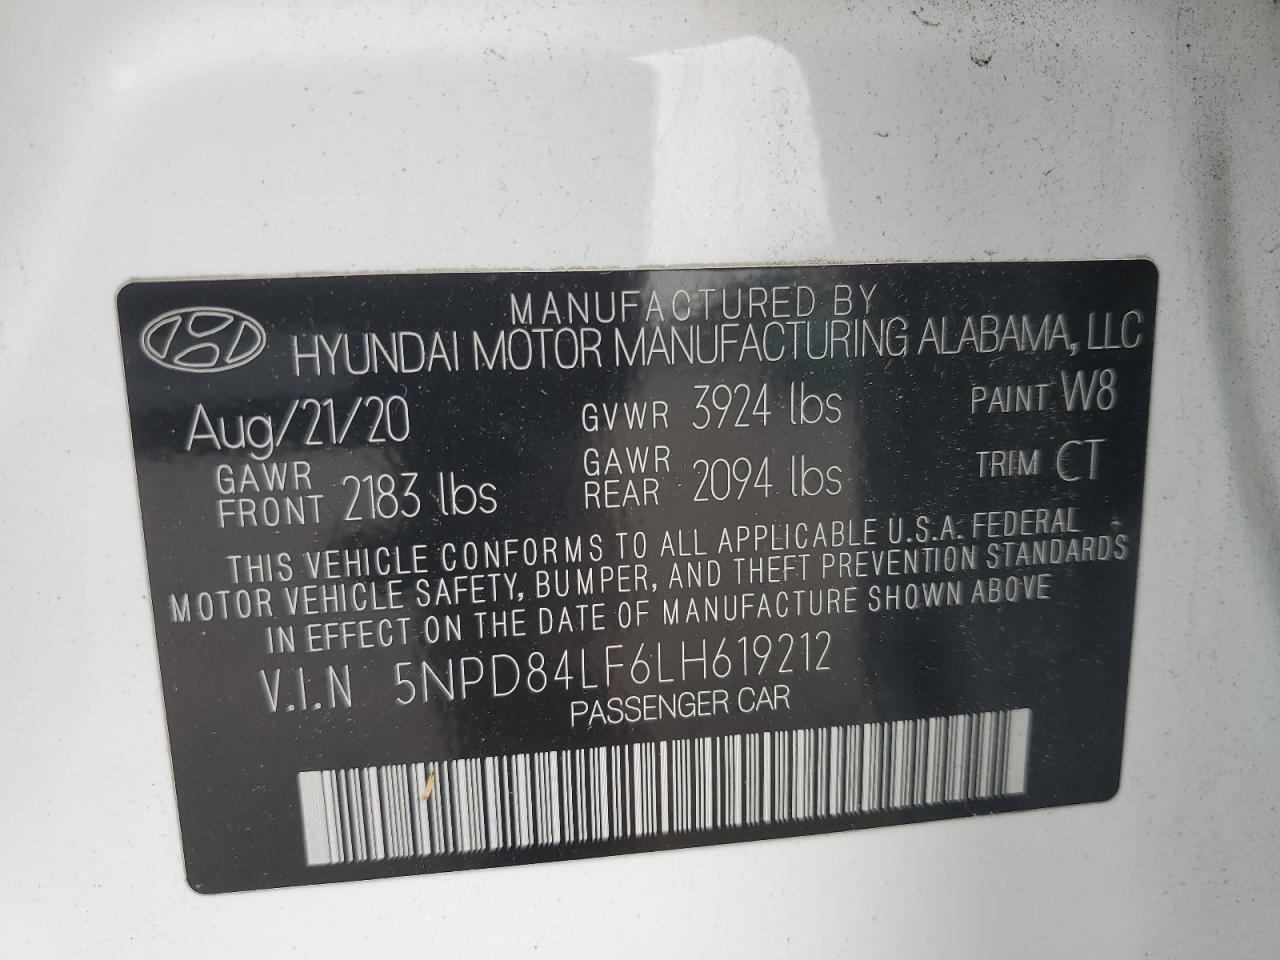 MANUFACTURED BY
HYUNDAI MOTOR MANUFACTURING ALABAMA, LLC
Aug/21/20 GVWR 3924 lbs PAINT W8
GAWR FRONT 2183 lbs GAWR REAR 2094 lbs TRIM CT
THIS VEHICLE CONFORMS TO ALL APPLICABLE U.S.A. FEDERAL
MOTOR VEHICLE SAFETY, BUMPER, AND THEFT PREVENTION STANDARDS
IN EFFECT ON THE DATE OF MANUFACTURE SHOWN ABOVE
V.I.N 5NPD84LF6LH619212
PASSENGER CAR